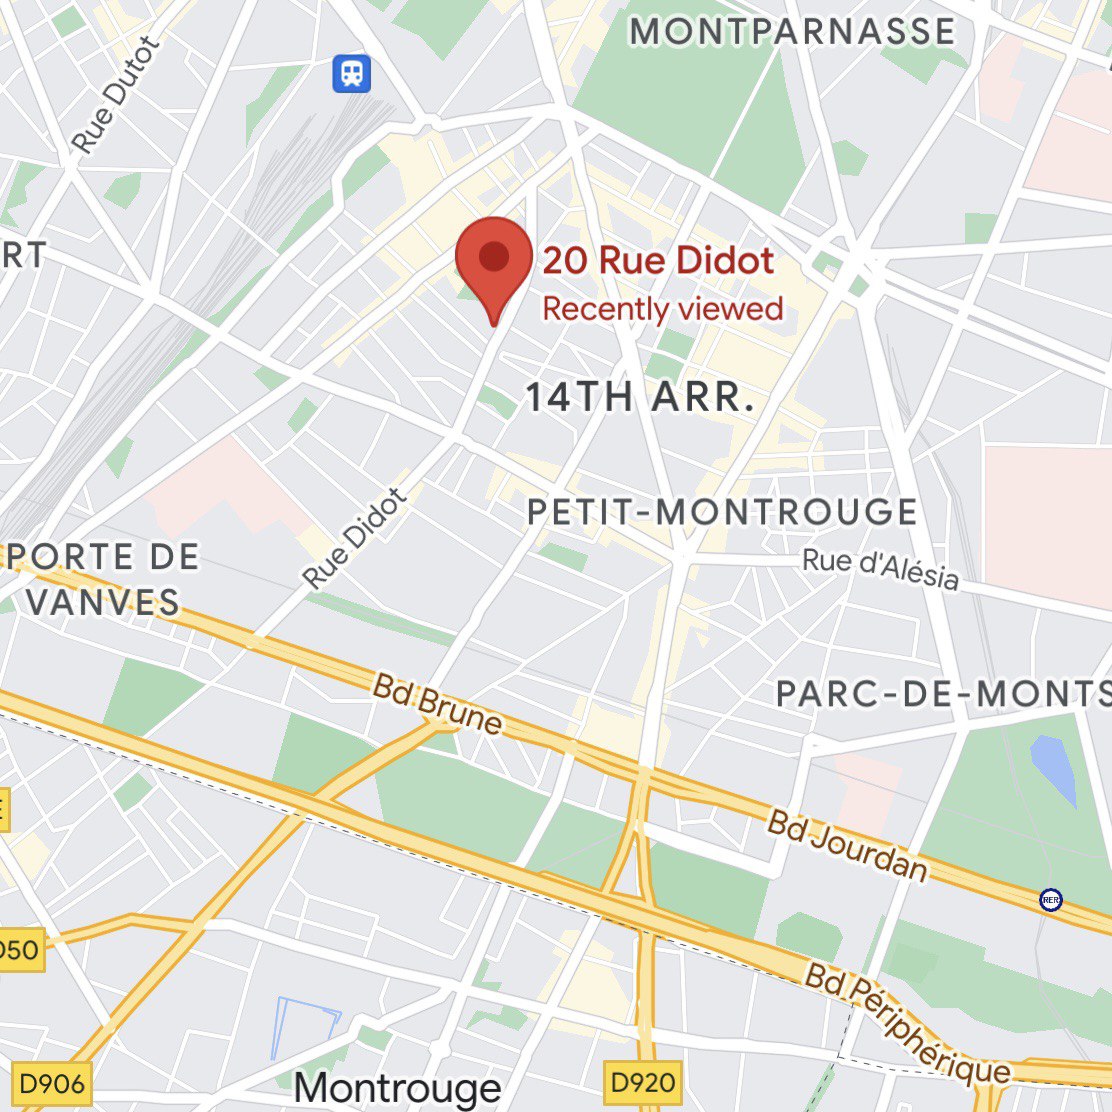 MONTPARNASSE
Rue Dutot
RT
20 Rue Didot
Recently viewed
14TH ARR.
PETIT-MONTROUGE
Rue Didot
PORTE DE
VANVES
Rue d'Alésia
PARC-DE-MONTS
Bd Brune
Bd Jourdan
RER
D50
Bd Périphérique
D906
Montrouge
D920